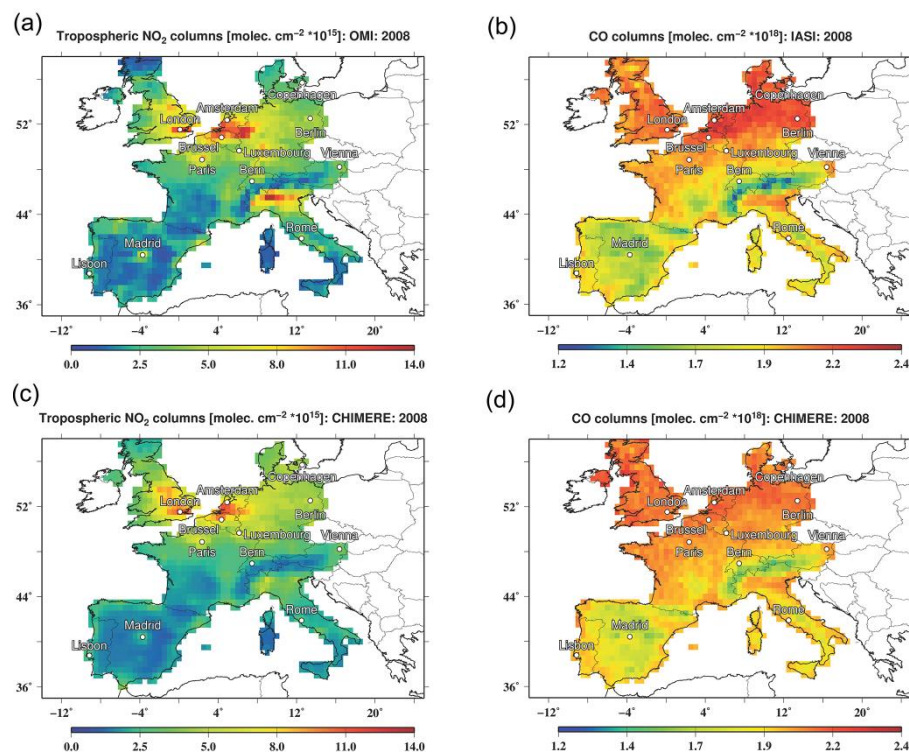 (a)
Tropospheric NO2 columns [molec. cm−2 *10^15]: OMI: 2008
Copenhagen
Amsterdam
London
52°
Berlin
Brüssel
Luxembourg
Vienna
Paris
Bern
44°
Rome
Madrid
Lisbon
36°
−12° −4° 4° 12° 20°
0.0 2.5 5.0 8.0 11.0 14.0
(b)
CO columns [molec. cm−2 *10^18]: IASI: 2008
Copenhagen
Amsterdam
London
52°
Berlin
Brüssel
Luxembourg
Vienna
Paris
Bern
44°
Rome
Madrid
Lisbon
36°
−12° −4° 4° 12° 20°
1.2 1.4 1.7 1.9 2.2 2.4
(c)
Tropospheric NO2 columns [molec. cm−2 *10^15]: CHIMERE: 2008
Copenhagen
Amsterdam
London
52°
Berlin
Brüssel
Luxembourg
Vienna
Paris
Bern
44°
Rome
Madrid
Lisbon
36°
−12° −4° 4° 12° 20°
0.0 2.5 5.0 8.0 11.0 14.0
(d)
CO columns [molec. cm−2 *10^18]: CHIMERE: 2008
Copenhagen
Amsterdam
London
52°
Berlin
Brüssel
Luxembourg
Vienna
Paris
Bern
44°
Rome
Madrid
Lisbon
36°
−12° −4° 4° 12° 20°
1.2 1.4 1.7 1.9 2.2 2.4